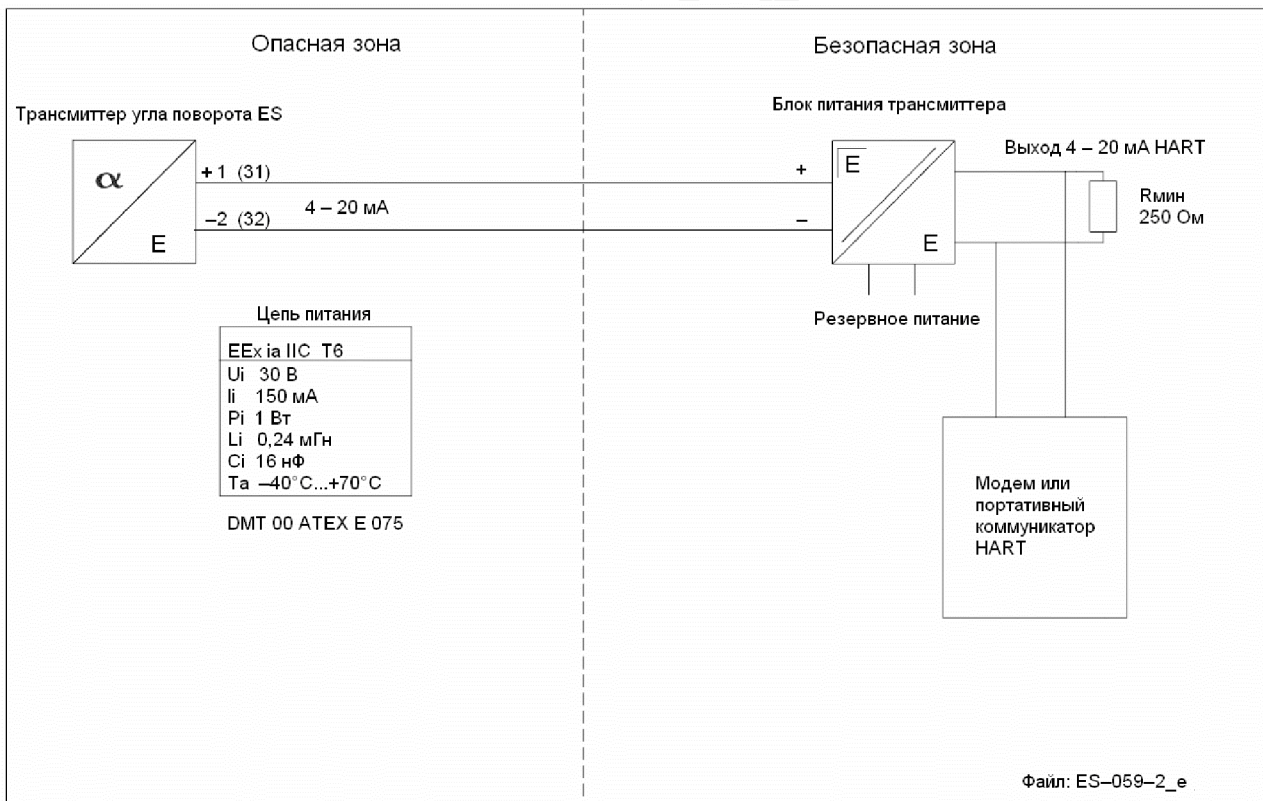 Опасная зона
Безопасная зона
Трансмиттер угла поворота ES
Блок питания трансмиттера
Выход 4 – 20 мА HART
α
E
+ 1 (31)
–2 (32)
4 – 20 мА
+
–
E
E
Rмин
250 Ом
Резервное питание
Цепь питания
EEx ia IIC T6
Ui 30 В
Ii 150 мА
Pi 1 Вт
Li 0,24 мГн
Ci 16 нФ
Ta –40°C...+70°C
DMT 00 ATEX E 075
Модем или
портативный
коммуникатор
HART
Файл: ES–059–2_e